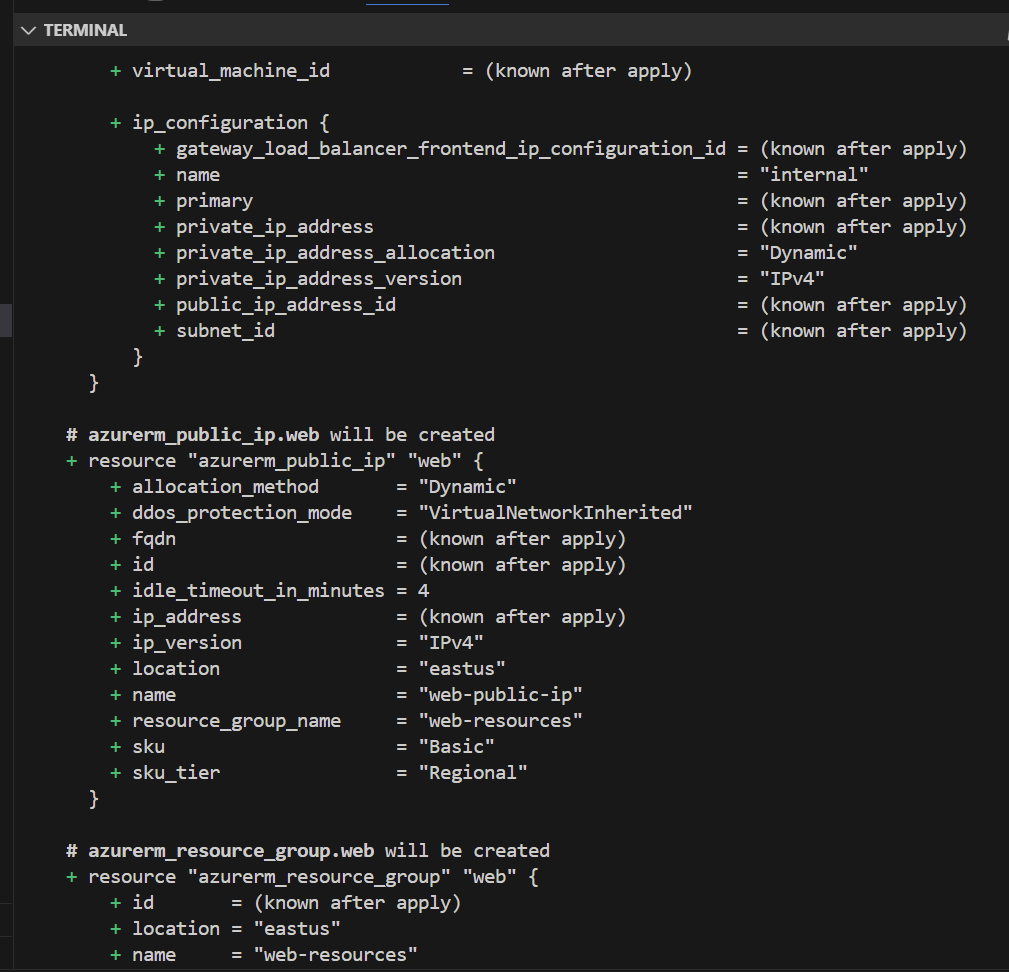 TERMINAL
+ virtual_machine_id            = (known after apply)
+ ip_configuration {
+ gateway_load_balancer_frontend_ip_configuration_id = (known after apply)
+ name                                               = "internal"
+ primary                                            = (known after apply)
+ private_ip_address                                 = (known after apply)
+ private_ip_address_allocation                      = "Dynamic"
+ private_ip_address_version                         = "IPv4"
+ public_ip_address_id                               = (known after apply)
+ subnet_id                                          = (known after apply)
}
}
# azurerm_public_ip.web will be created
+ resource "azurerm_public_ip" "web" {
+ allocation_method       = "Dynamic"
+ ddos_protection_mode    = "VirtualNetworkInherited"
+ fqdn                    = (known after apply)
+ id                      = (known after apply)
+ idle_timeout_in_minutes = 4
+ ip_address              = (known after apply)
+ ip_version              = "IPv4"
+ location                = "eastus"
+ name                    = "web-public-ip"
+ resource_group_name     = "web-resources"
+ sku                     = "Basic"
+ sku_tier                = "Regional"
}
# azurerm_resource_group.web will be created
+ resource "azurerm_resource_group" "web" {
+ id       = (known after apply)
+ location = "eastus"
+ name     = "web-resources"